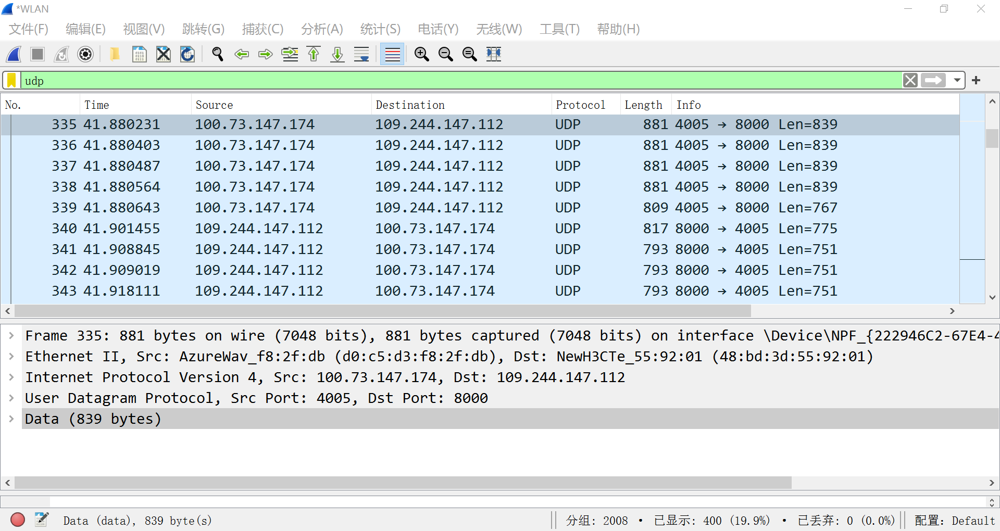 *WLAN
文件(F) 编辑(E) 视图(V) 跳转(G) 捕获(C) 分析(A) 统计(S) 电话(Y) 无线(W) 工具(T) 帮助(H)
udp
No. Time Source Destination Protocol Length Info
335 41.880231 100.73.147.174 109.244.147.112 UDP 881 4005 → 8000 Len=839
336 41.880403 100.73.147.174 109.244.147.112 UDP 881 4005 → 8000 Len=839
337 41.880487 100.73.147.174 109.244.147.112 UDP 881 4005 → 8000 Len=839
338 41.880564 100.73.147.174 109.244.147.112 UDP 881 4005 → 8000 Len=839
339 41.880643 100.73.147.174 109.244.147.112 UDP 809 4005 → 8000 Len=767
340 41.901455 109.244.147.112 100.73.147.174 UDP 817 8000 → 4005 Len=775
341 41.908845 109.244.147.112 100.73.147.174 UDP 793 8000 → 4005 Len=751
342 41.909019 109.244.147.112 100.73.147.174 UDP 793 8000 → 4005 Len=751
343 41.918111 109.244.147.112 100.73.147.174 UDP 793 8000 → 4005 Len=751
Frame 335: 881 bytes on wire (7048 bits), 881 bytes captured (7048 bits) on interface \Device\NPF_{222946C2-67E4-4
Ethernet II, Src: AzureWav_f8:2f:db (d0:c5:d3:f8:2f:db), Dst: NewH3CTe_55:92:01 (48:bd:3d:55:92:01)
Internet Protocol Version 4, Src: 100.73.147.174, Dst: 109.244.147.112
User Datagram Protocol, Src Port: 4005, Dst Port: 8000
Data (839 bytes)
Data (data), 839 byte(s) 分组: 2008 • 已显示: 400 (19.9%) • 已丢弃: 0 (0.0%) 配置: Default